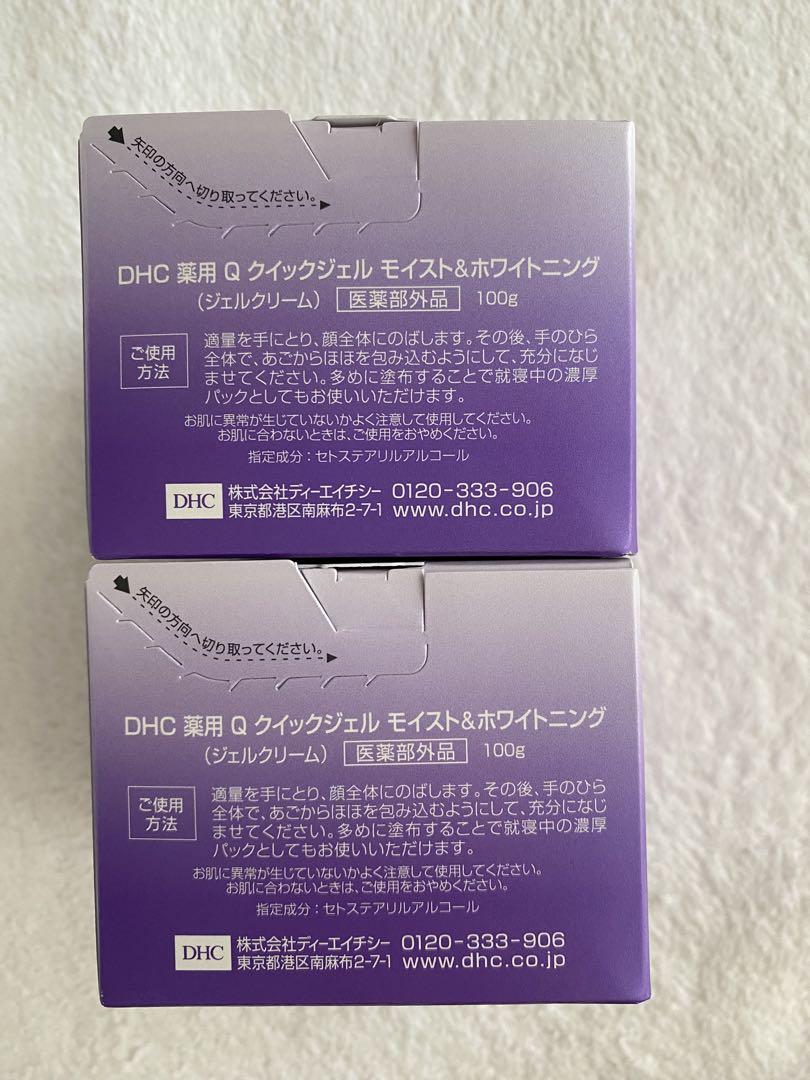 矢印の方向へ切り取ってください。
DHC 薬用 Q クイックジェル モイスト&ホワイトニング
(ジェルクリーム) 医薬部外品 100g
ご使用
方法
適量を手にとり、顔全体にのばします。その後、手のひら
全体で、あごからほほを包み込むようにして、充分になじ
ませてください。多めに塗布することで就寝中の濃厚
パックとしてもお使いいただけます。
お肌に異常が生じていないかよく注意して使用してください。
お肌に合わないときは、ご使用をおやめください。
指定成分:セトステアリルアルコール
DHC 株式会社ディーエイチシー 0120-333-906
東京都港区南麻布2-7-1 www.dhc.co.jp
矢印の方向へ切り取ってください。
DHC 薬用 Q クイックジェル モイスト&ホワイトニング
(ジェルクリーム) 医薬部外品 100g
ご使用
方法
適量を手にとり、顔全体にのばします。その後、手のひら
全体で、あごからほほを包み込むようにして、充分になじ
ませてください。多めに塗布することで就寝中の濃厚
パックとしてもお使いいただけます。
お肌に異常が生じていないかよく注意して使用してください。
お肌に合わないときは、ご使用をおやめください。
指定成分:セトステアリルアルコール
DHC 株式会社ディーエイチシー 0120-333-906
東京都港区南麻布2-7-1 www.dhc.co.jp